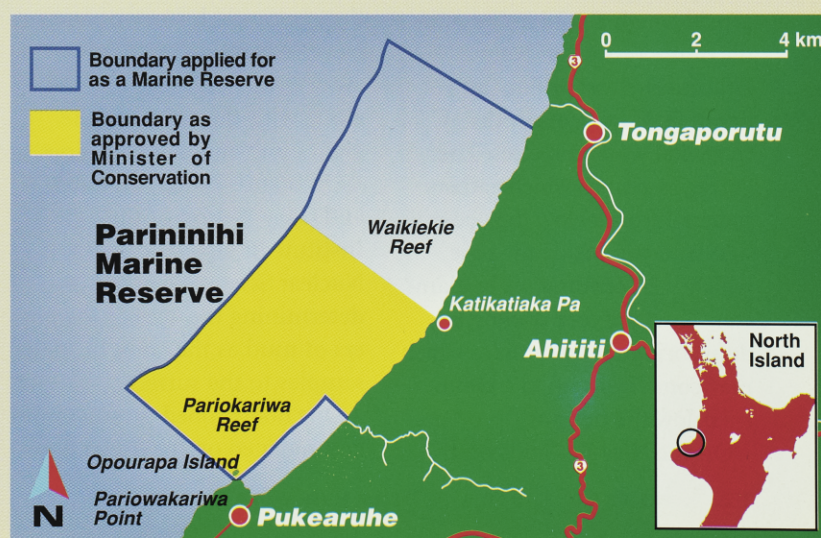 Boundary applied for
as a Marine Reserve
Boundary as
approved by
Minister of
Conservation
0 2 4 km
3
Tongaporutu
Parininihi
Marine
Reserve
Waikiekie
Reef
Katikatiaka Pa
Ahititi
North
Island
Pariokariwa
Reef
Opourapa Island
3
N
Pariowakariwa
Point
Pukearuhe